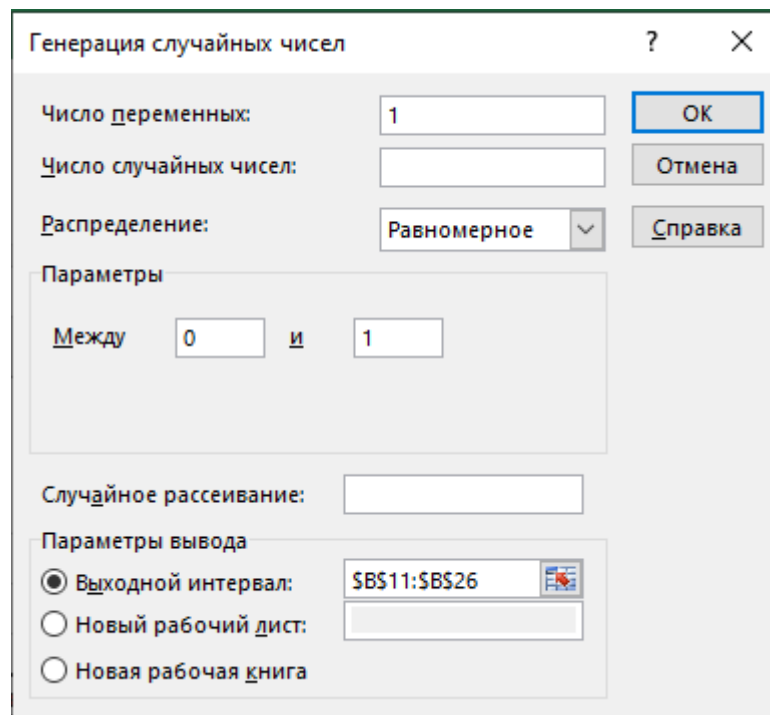 Генерация случайных чисел ? ×
Число переменных: 1 ОК
Число случайных чисел: Отмена
Распределение: Равномерное Справка
Параметры
Между 0 и 1
Случайное рассеивание:
Параметры вывода
Выходной интервал: $B$11:$B$26
Новый рабочий лист:
Новая рабочая книга